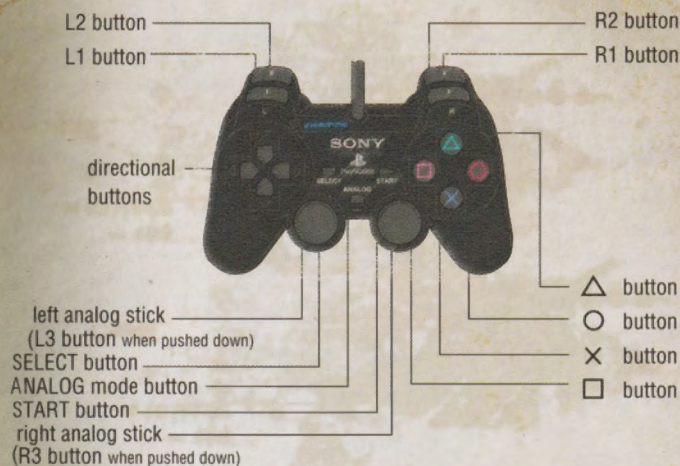 L2 button
R2 button
L1 button
R1 button
SONY
SELECT
START
ANALOG
directional
buttons
△ button
○ button
× button
□ button
left analog stick
(L3 button when pushed down)
SELECT button
ANALOG mode button
START button
right analog stick
(R3 button when pushed down)